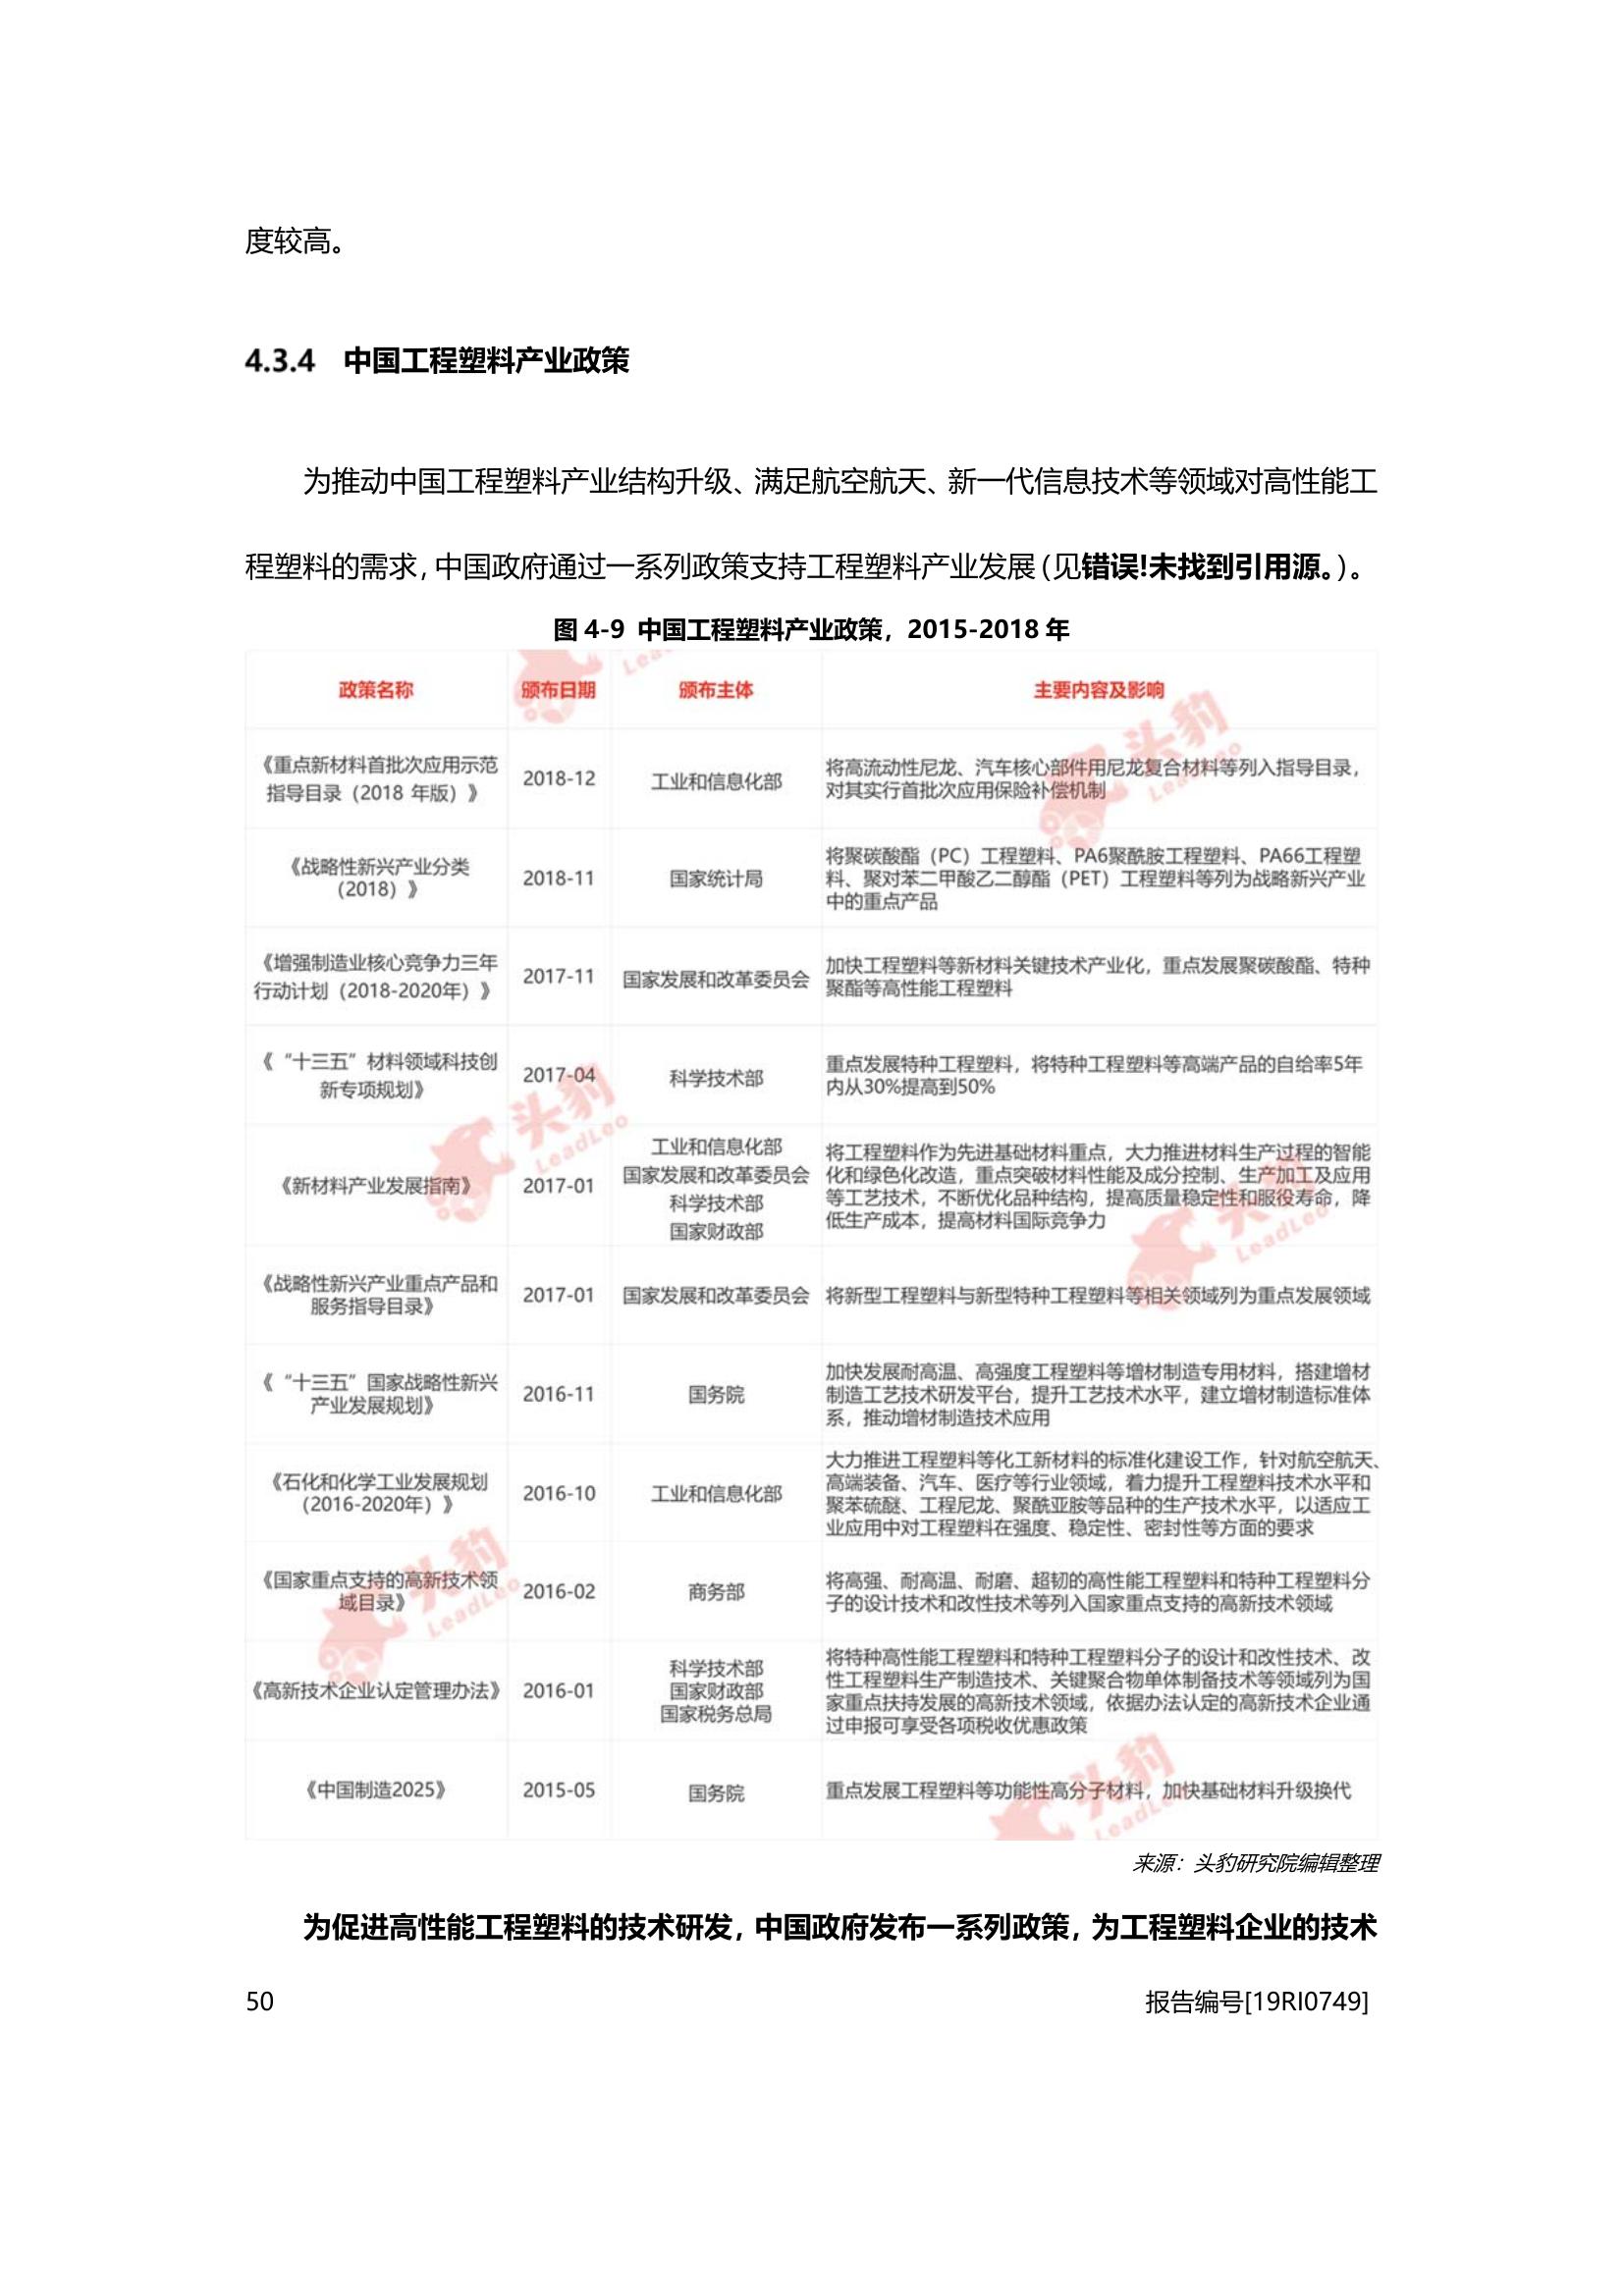 度较高。
4.3.4 中国工程塑料产业政策
为推动中国工程塑料产业结构升级、满足航空航天、新一代信息技术等领域对高性能工
程塑料的需求，中国政府通过一系列政策支持工程塑料产业发展（见错误!未找到引用源。）。
图 4-9 中国工程塑料产业政策，2015-2018 年
政策名称 颁布日期 颁布主体 主要内容及影响
《重点新材料首批次应用示范
指导目录（2018 年版）》
2018-12
工业和信息化部
将高流动性尼龙、汽车核心部件用尼龙复合材料等列入指导目录，
对其实行首批次应用保险补偿机制
《战略性新兴产业分类
（2018）》
2018-11
国家统计局
将聚碳酸酯（PC）工程塑料、PA6聚酰胺工程塑料、PA66工程塑
料、聚对苯二甲酸乙二醇酯（PET）工程塑料等列为战略新兴产业
中的重点产品
《增强制造业核心竞争力三年
行动计划（2018-2020年）》
2017-11
国家发展和改革委员会
加快工程塑料等新材料关键技术产业化，重点发展聚碳酸酯、特种
聚酯等高性能工程塑料
《“十三五”材料领域科技创
新专项规划》
2017-04
科学技术部
重点发展特种工程塑料，将特种工程塑料等高端产品的自给率5年
内从30%提高到50%
《新材料产业发展指南》
2017-01
工业和信息化部
国家发展和改革委员会
科学技术部
国家财政部
将工程塑料作为先进基础材料重点，大力推进材料生产过程的智能
化和绿色化改造，重点突破材料性能及成分控制、生产加工及应用
等工艺技术，不断优化品种结构，提高质量稳定性和服役寿命，降
低生产成本，提高材料国际竞争力
《战略性新兴产业重点产品和
服务指导目录》
2017-01
国家发展和改革委员会
将新型工程塑料与新型特种工程塑料等相关领域列为重点发展领域
《“十三五”国家战略性新兴
产业发展规划》
2016-11
国务院
加快发展耐高温、高强度工程塑料等增材制造专用材料，搭建增材
制造工艺技术研发平台，提升工艺技术水平，建立增材制造标准体
系，推动增材制造技术应用
《石化和化学工业发展规划
（2016-2020年）》
2016-10
工业和信息化部
大力推进工程塑料等化工新材料的标准化建设工作，针对航空航天、
高端装备、汽车、医疗等行业领域，着力提升工程塑料技术水平和
聚苯硫醚、工程尼龙、聚酰亚胺等品种的生产技术水平，以适应工
业应用中对工程塑料在强度、稳定性、密封性等方面的要求
《国家重点支持的高新技术领
域目录》
2016-02
商务部
将高强、耐高温、耐磨、超韧的高性能工程塑料和特种工程塑料分
子的设计技术和改性技术等列入国家重点支持的高新技术领域
《高新技术企业认定管理办法》
2016-01
科学技术部
国家财政部
国家税务总局
将特种高性能工程塑料和特种工程塑料分子的设计和改性技术、改
性工程塑料生产制造技术、关键聚合物单体制备技术等领域列为国
家重点扶持发展的高新技术领域，依据办法认定的高新技术企业通
过申报可享受各项税收优惠政策
《中国制造2025》
2015-05
国务院
重点发展工程塑料等功能性高分子材料，加快基础材料升级换代
头豹
LeadLeo
头豹
LeadLeo
头豹
LeadLeo
头豹
LeadLeo
头豹
LeadLeo
来源：头豹研究院编辑整理
为促进高性能工程塑料的技术研发，中国政府发布一系列政策，为工程塑料企业的技术
50
报告编号[19RI0749]